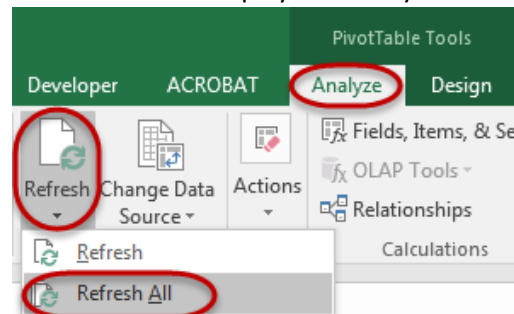 PivotTable Tools
Developer ACROBAT Analyze Design
Fields, Items, & Se
OLAP Tools
Refresh Change Data Source Actions
Relationships
Calculations
Refresh
Refresh All